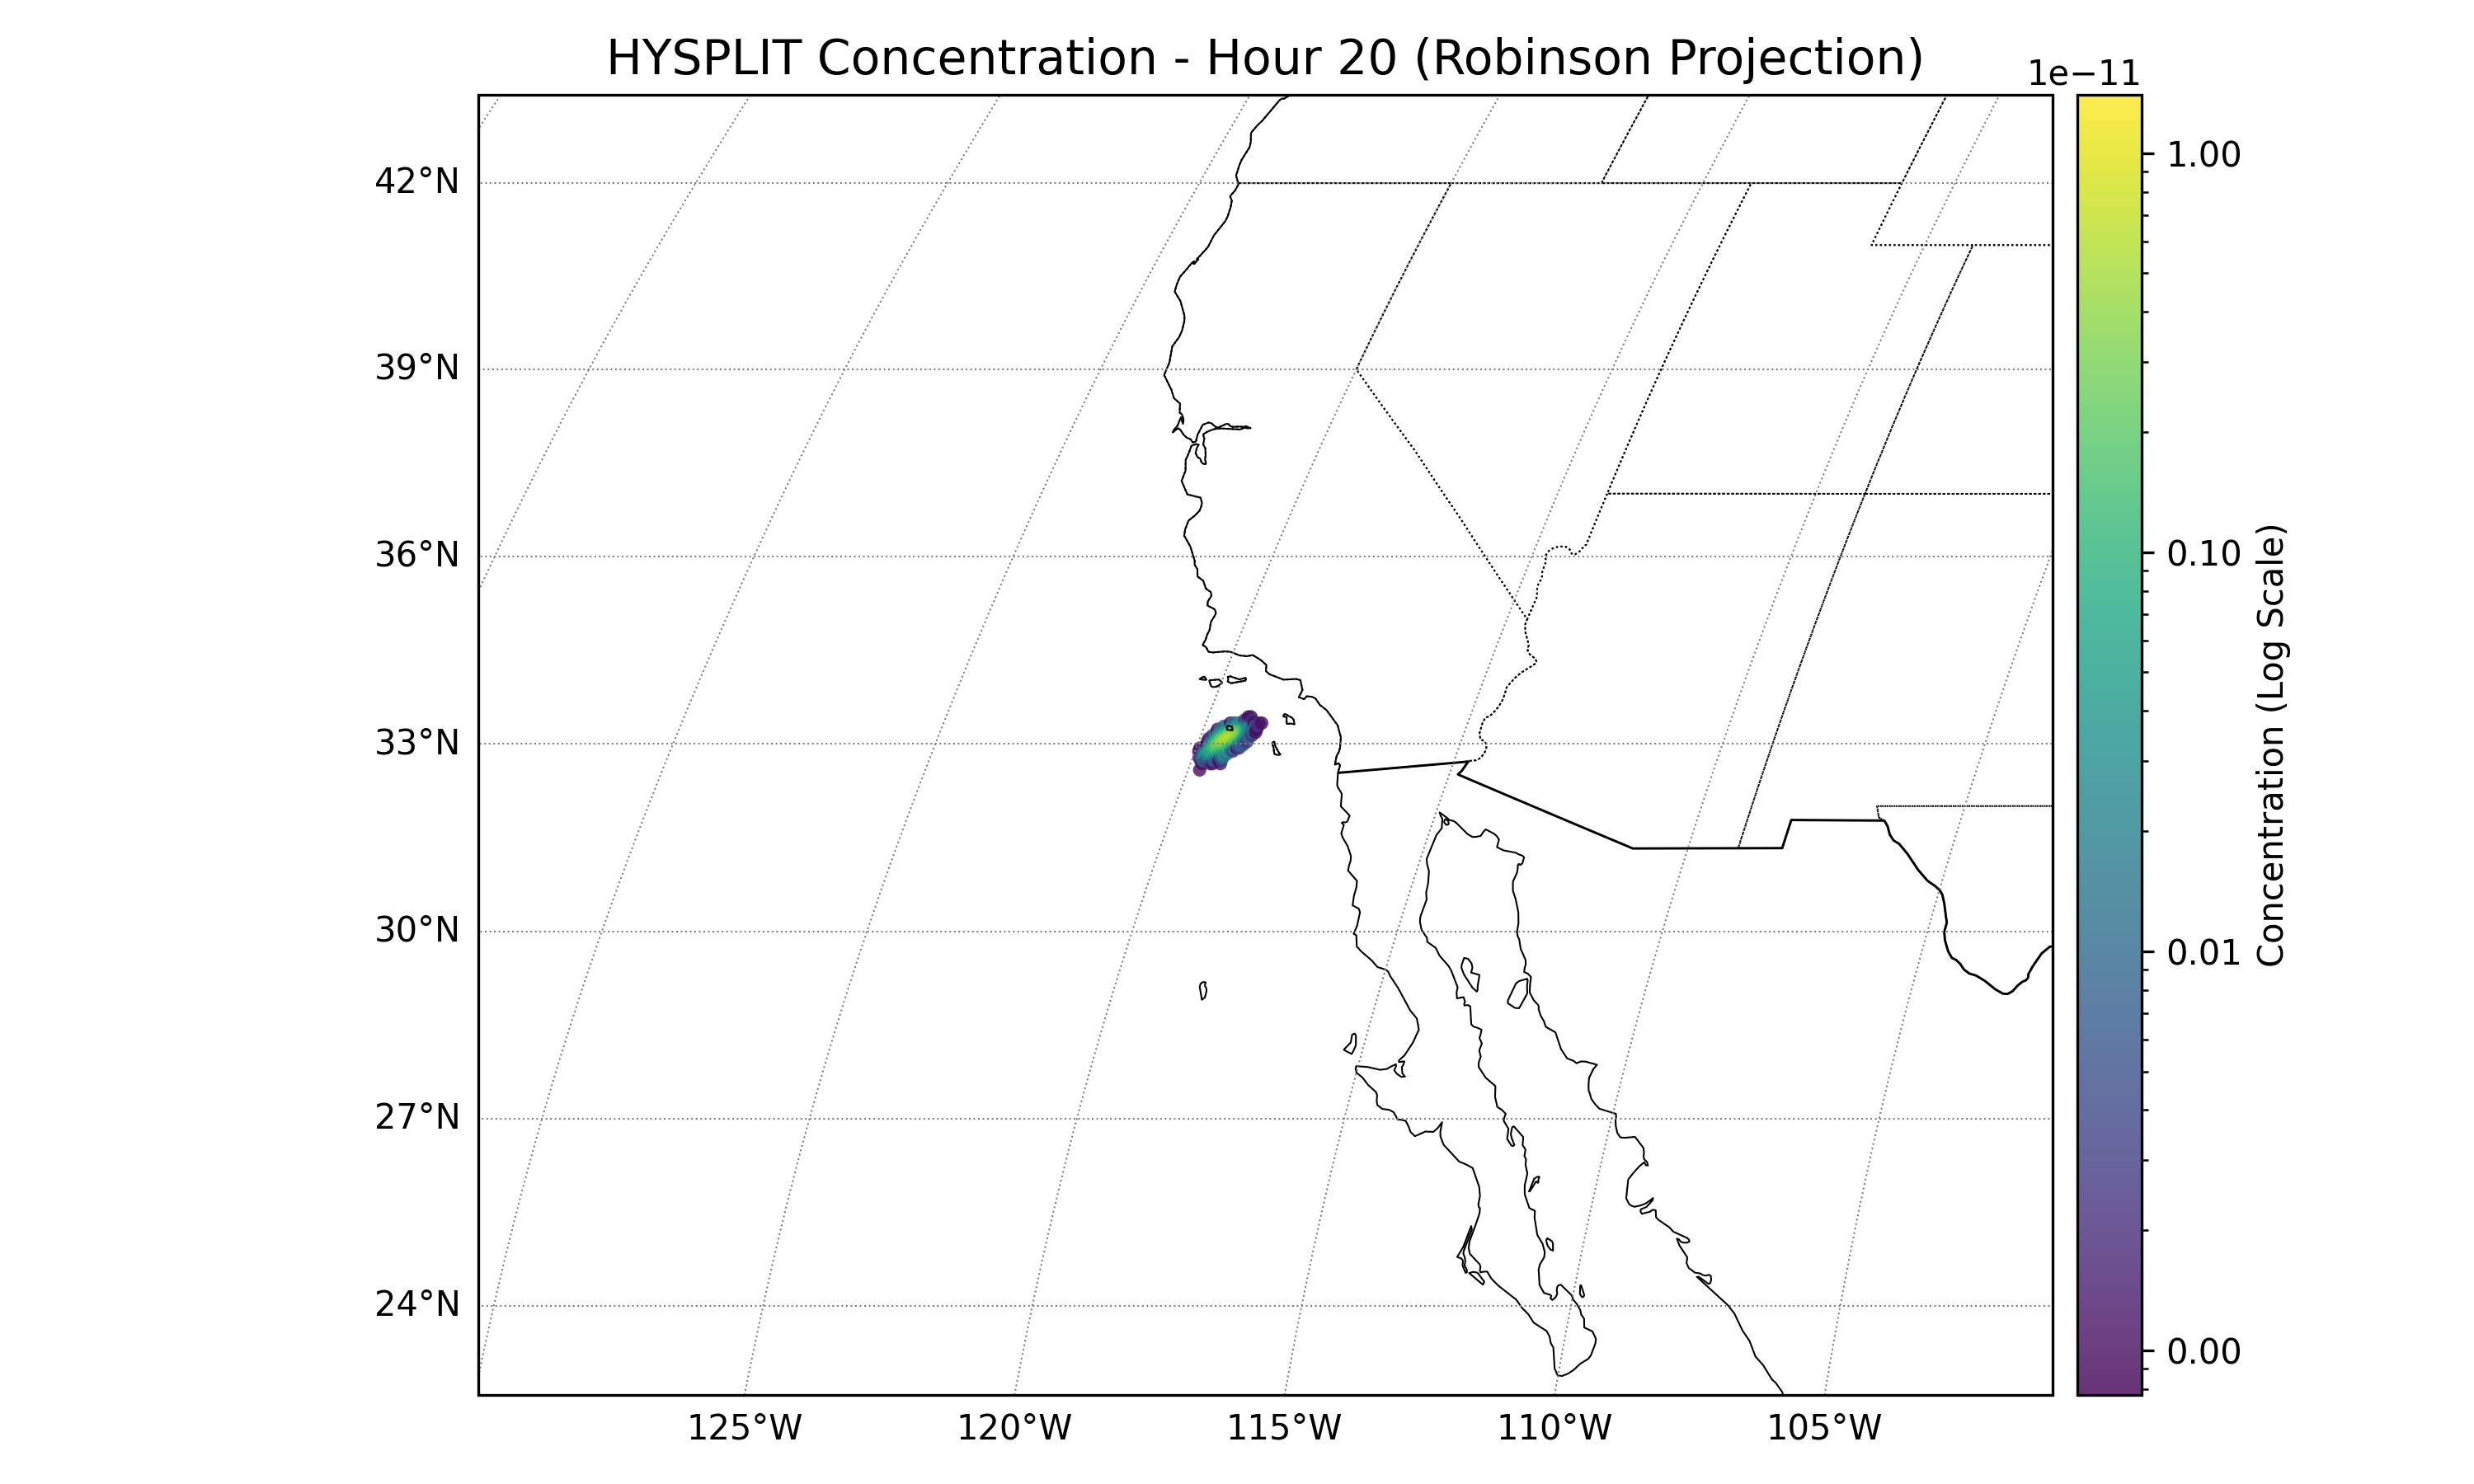 HYSPLIT Concentration - Hour 20 (Robinson Projection)
1e−11
42°N
39°N
36°N
33°N
30°N
27°N
24°N
125°W
120°W
115°W
110°W
105°W
1.00
0.10
0.01
0.00
Concentration (Log Scale)